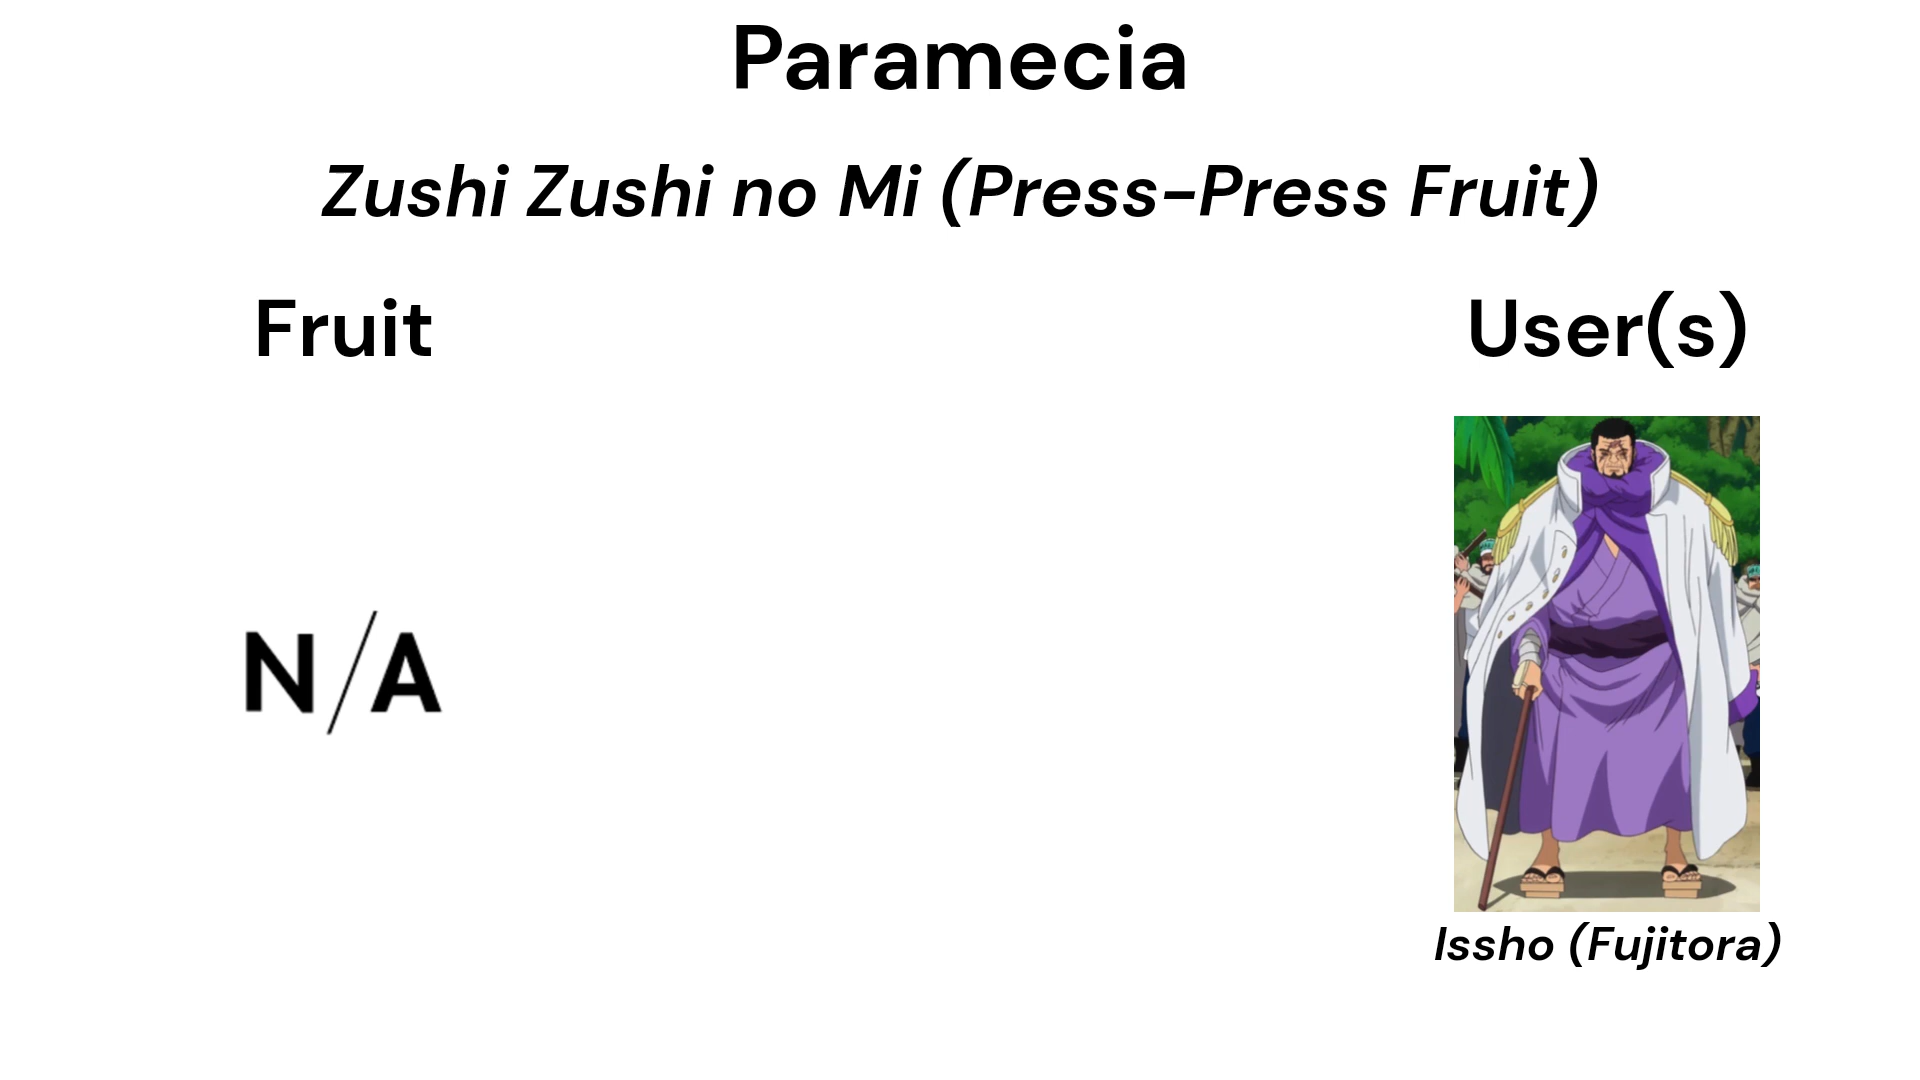 Paramecia
Zushi Zushi no Mi (Press-Press Fruit)
Fruit
User(s)
N/A
Issho (Fujitora)